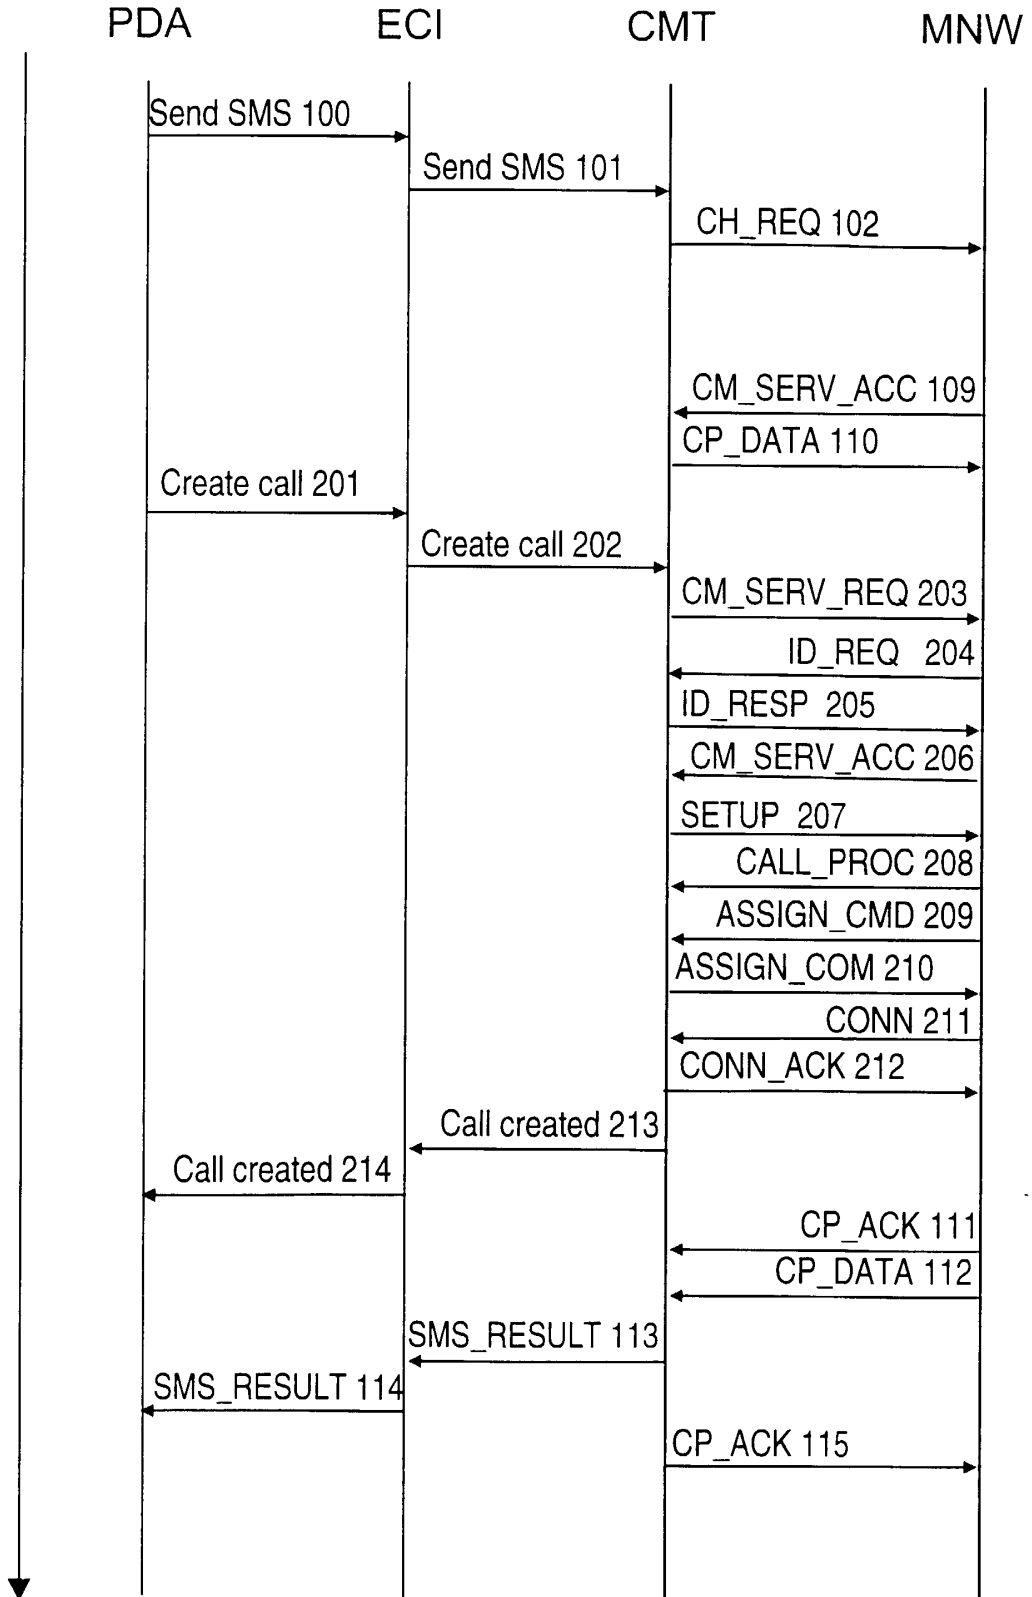 PDA ECI CMT MNW
Send SMS 100
Send SMS 101
CH_REQ 102
CM_SERV_ACC 109
CP_DATA 110
Create call 201
Create call 202
CM_SERV_REQ 203
ID_REQ 204
ID_RESP 205
CM_SERV_ACC 206
SETUP 207
CALL_PROC 208
ASSIGN_CMD 209
ASSIGN_COM 210
CONN 211
CONN_ACK 212
Call created 213
Call created 214
CP_ACK 111
CP_DATA 112
SMS_RESULT 113
SMS_RESULT 114
CP_ACK 115